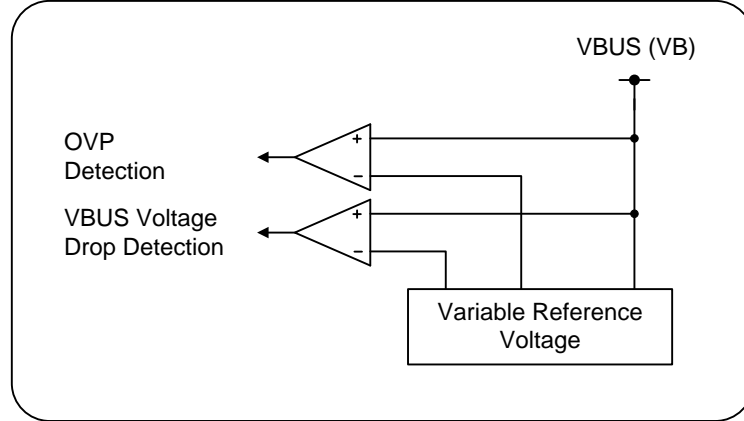 VBUS (VB)
OVP
Detection
+
−
VBUS Voltage
Drop Detection
+
−
Variable Reference
Voltage